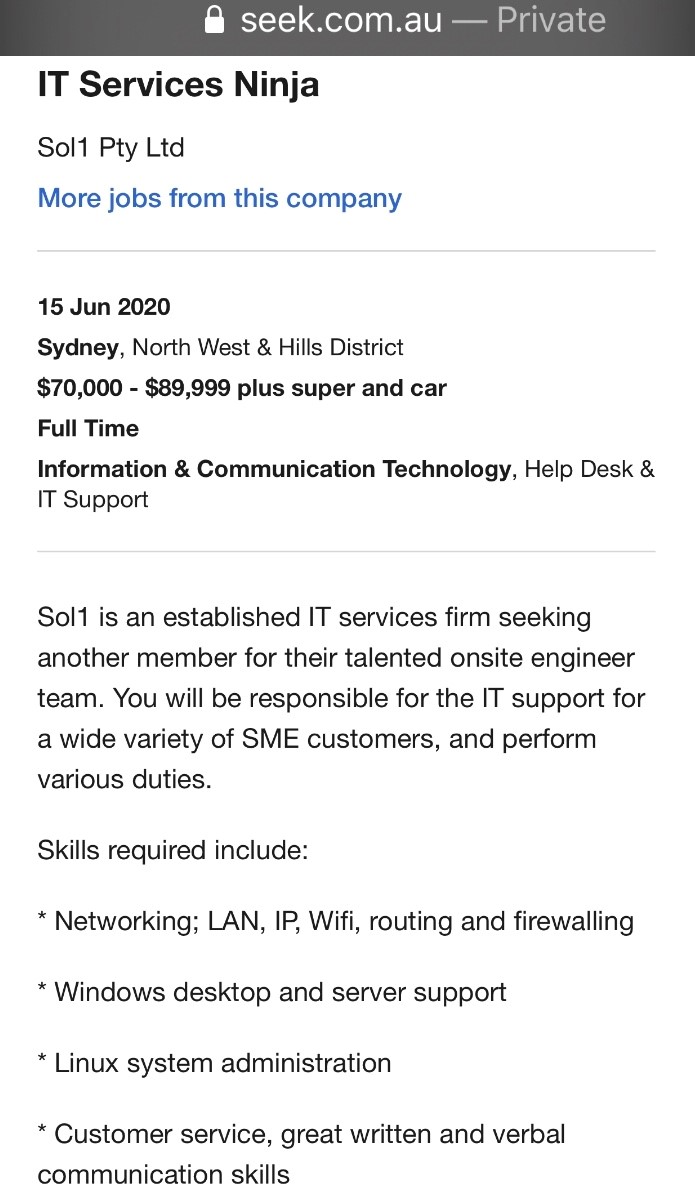 seek.com.au — Private
IT Services Ninja
Sol1 Pty Ltd
More jobs from this company
15 Jun 2020
Sydney, North West & Hills District
$70,000 - $89,999 plus super and car
Full Time
Information & Communication Technology, Help Desk &
IT Support
Sol1 is an established IT services firm seeking
another member for their talented onsite engineer
team. You will be responsible for the IT support for
a wide variety of SME customers, and perform
various duties.
Skills required include:
* Networking; LAN, IP, Wifi, routing and firewalling
* Windows desktop and server support
* Linux system administration
* Customer service, great written and verbal
communication skills